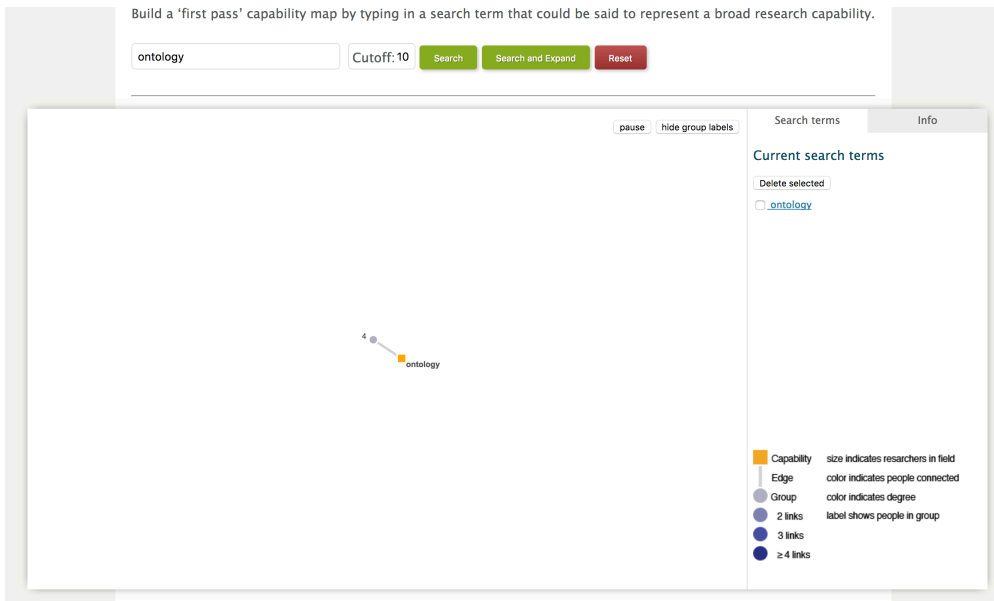 Build a ‘first pass’ capability map by typing in a search term that could be said to represent a broad research capability.
ontology Cutoff: 10 Search Search and Expand Reset
pause hide group labels Search terms Info
Current search terms
Delete selected
ontology
4
ontology
Capability size indicates resarchers in field
Edge color indicates people connected
Group color indicates degree
2 links label shows people in group
3 links
≥ 4 links